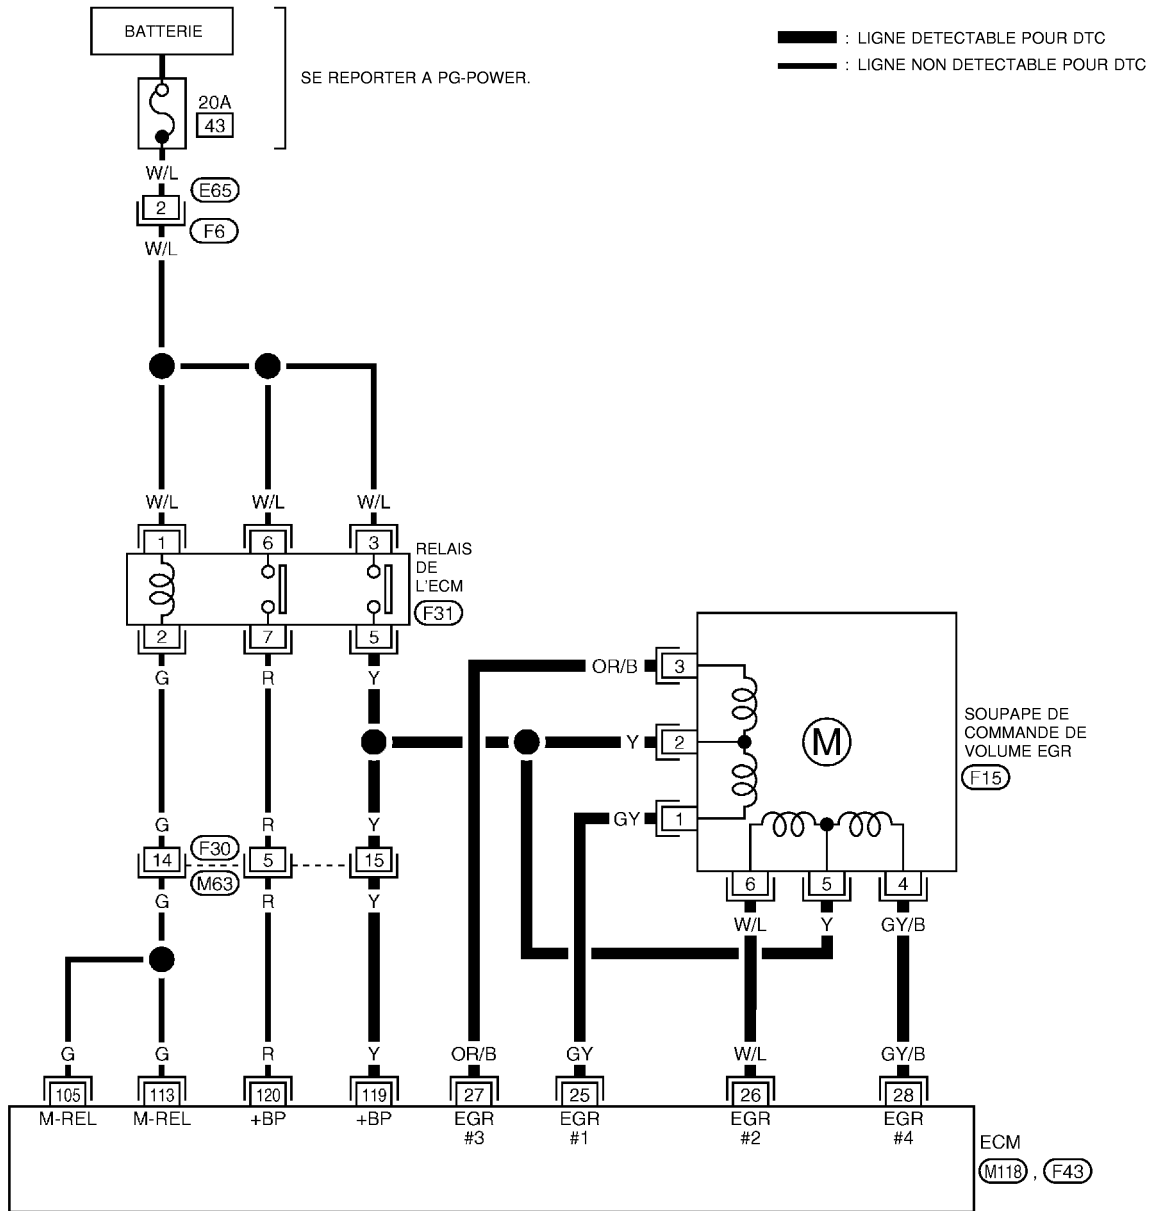 BATTERIE
: LIGNE DETECTABLE POUR DTC
: LIGNE NON DETECTABLE POUR DTC
SE REPORTER A PG-POWER.
20A
43
W/L
E65
2
F6
W/L
W/L W/L W/L
1 6 3
RELAIS
DE
L'ECM
F31
2 7 5
G R Y
OR/B 3
Y 2
GY 1
M
SOUPAPE DE
COMMANDE DE
VOLUME EGR
F15
G R Y
14 F30 5 15
M63
G R Y
6 5 4
W/L Y GY/B
G G R Y OR/B GY W/L GY/B
105 113 120 119 27 25 26 28
M-REL M-REL +BP +BP EGR EGR EGR EGR
#3 #1 #2 #4
ECM
M118 , F43